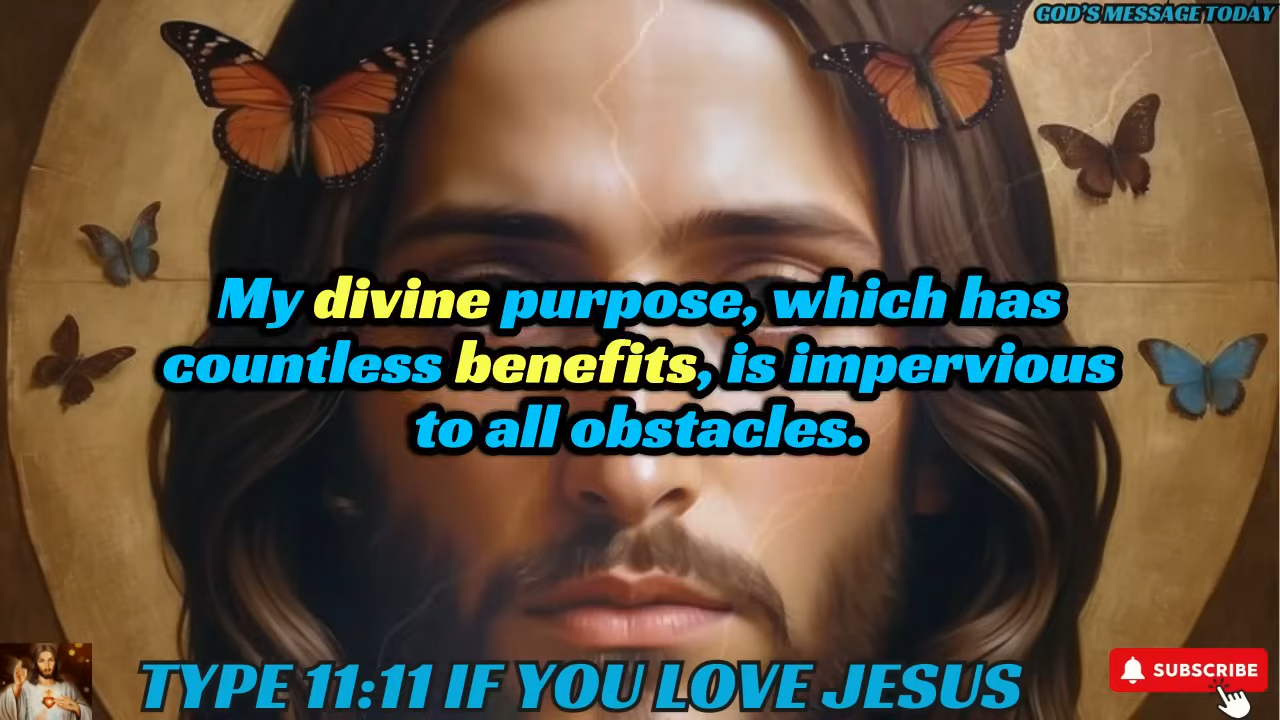 GOD'S MESSAGE TODAY
My divine purpose, which has
countless benefits, is impervious
to all obstacles.
TYPE 11:11 IF YOU LOVE JESUS
SUBSCRIBE